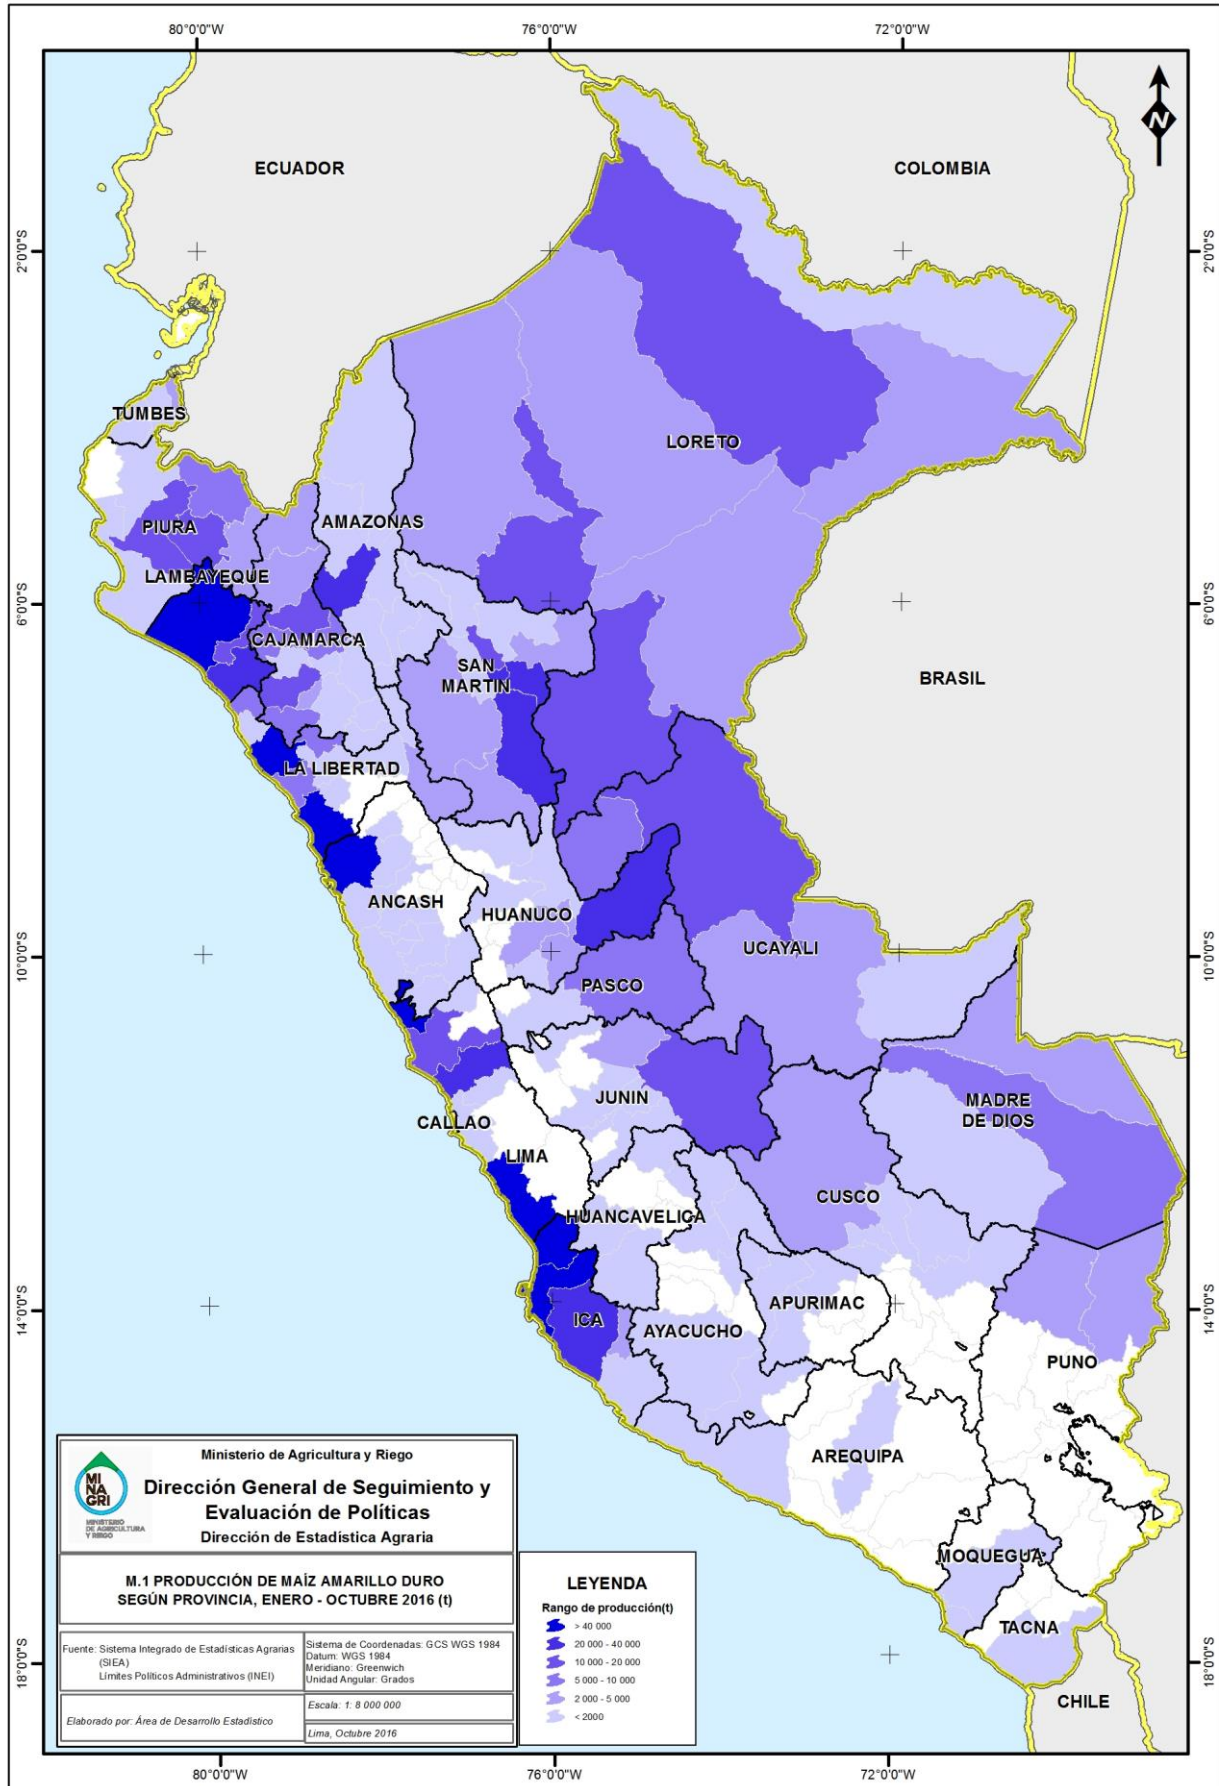 80°0'0"W
76°0'0"W
72°0'0"W
N
ECUADOR
COLOMBIA
2°0'0"S
2°0'0"S
TUMBES
LORETO
PIURA
AMAZONAS
LAMBAYEQUE
6°0'0"S
6°0'0"S
CAJAMARCA
SAN
MARTIN
BRASIL
LA LIBERTAD
ANCASH
HUANUCO
UCAYALI
10°0'0"S
10°0'0"S
PASCO
JUNIN
MADRE
DE DIOS
CALLAO
LIMA
CUSCO
HUANCAVELICA
14°0'0"S
14°0'0"S
ICA
AYACUCHO
APURIMAC
PUNO
AREQUIPA
MOQUEGUA
TACNA
18°0'0"S
18°0'0"S
CHILE
MI
NA
GRI
MINISTERIO
DE AGRICULTURA
Y RIEGO
Ministerio de Agricultura y Riego
Dirección General de Seguimiento y
Evaluación de Políticas
Dirección de Estadística Agraria
M.1 PRODUCCIÓN DE MAÍZ AMARILLO DURO
SEGÚN PROVINCIA, ENERO - OCTUBRE 2016 (t)
Fuente: Sistema Integrado de Estadísticas Agrarias
(SIEA)
Límites Políticos Administrativos (INEI)
Sistema de Coordenadas: GCS WGS 1984
Datum: WGS 1984
Meridiano: Greenwich
Unidad Angular: Grados
Elaborado por: Área de Desarrollo Estadístico
Escala: 1: 8 000 000
Lima, Octubre 2016
LEYENDA
Rango de producción(t)
> 40 000
20 000 - 40 000
10 000 - 20 000
5 000 - 10 000
2 000 - 5 000
< 2000
80°0'0"W
76°0'0"W
72°0'0"W